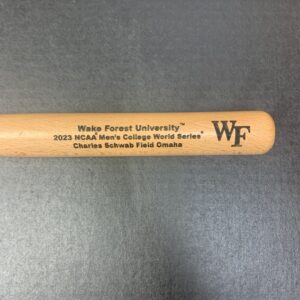 Wake Forest University™
2023 NCAA® Men's College World Series®
Charles Schwab Field Omaha
WF